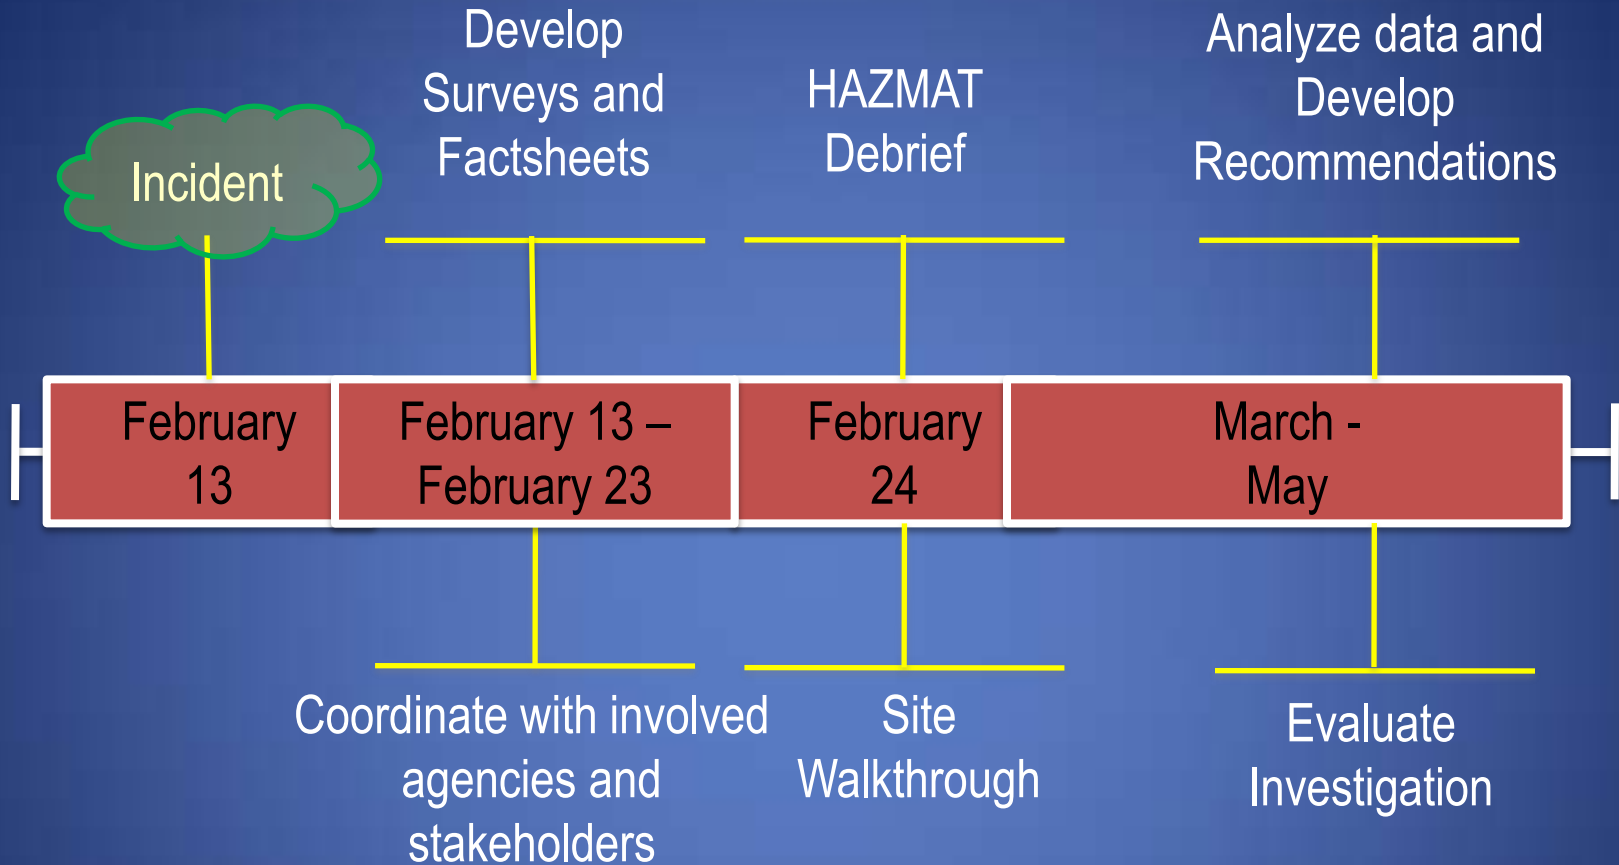 Incident
Develop
Surveys and
Factsheets
HAZMAT
Debrief
Analyze data and
Develop
Recommendations
February
13
February 13 –
February 23
February
24
March -
May
Coordinate with involved
agencies and
stakeholders
Site
Walkthrough
Evaluate
Investigation